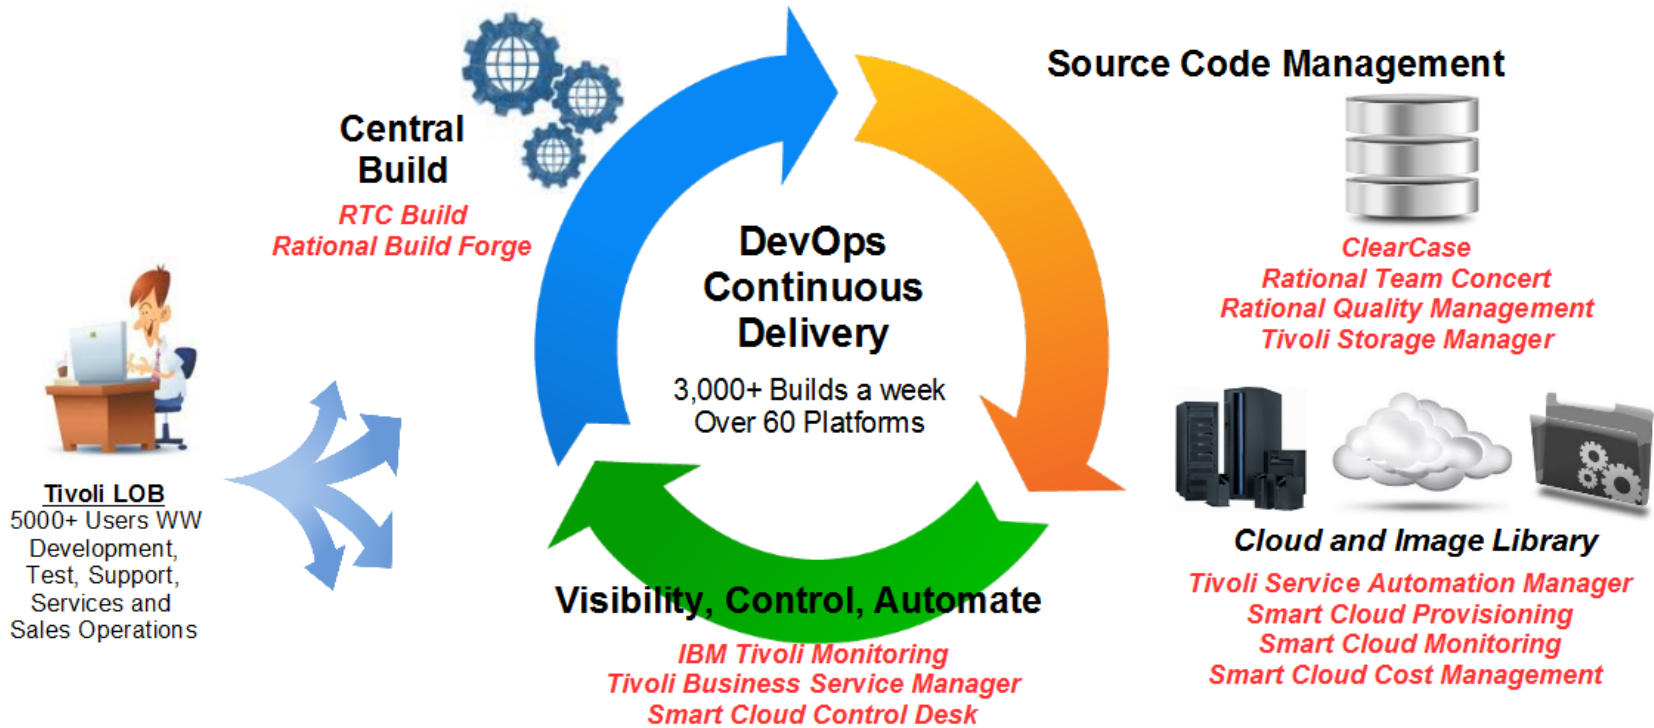 Source Code Management
Central
Build
RTC Build
Rational Build Forge
DevOps
Continuous
Delivery
3,000+ Builds a week
Over 60 Platforms
ClearCase
Rational Team Concert
Rational Quality Management
Tivoli Storage Manager
Tivoli LOB
5000+ Users WW
Development,
Test, Support,
Services and
Sales Operations
Cloud and Image Library
Tivoli Service Automation Manager
Smart Cloud Provisioning
Smart Cloud Monitoring
Smart Cloud Cost Management
Visibility, Control, Automate
IBM Tivoli Monitoring
Tivoli Business Service Manager
Smart Cloud Control Desk